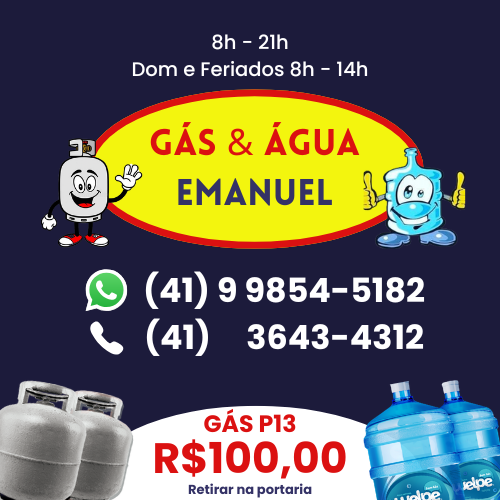 8h - 21h
Dom e Feriados 8h - 14h
GÁS & ÁGUA
EMANUEL
(41) 9 9854-5182
(41) 3643-4312
GÁS P13
R$100,00
Retirar na portaria